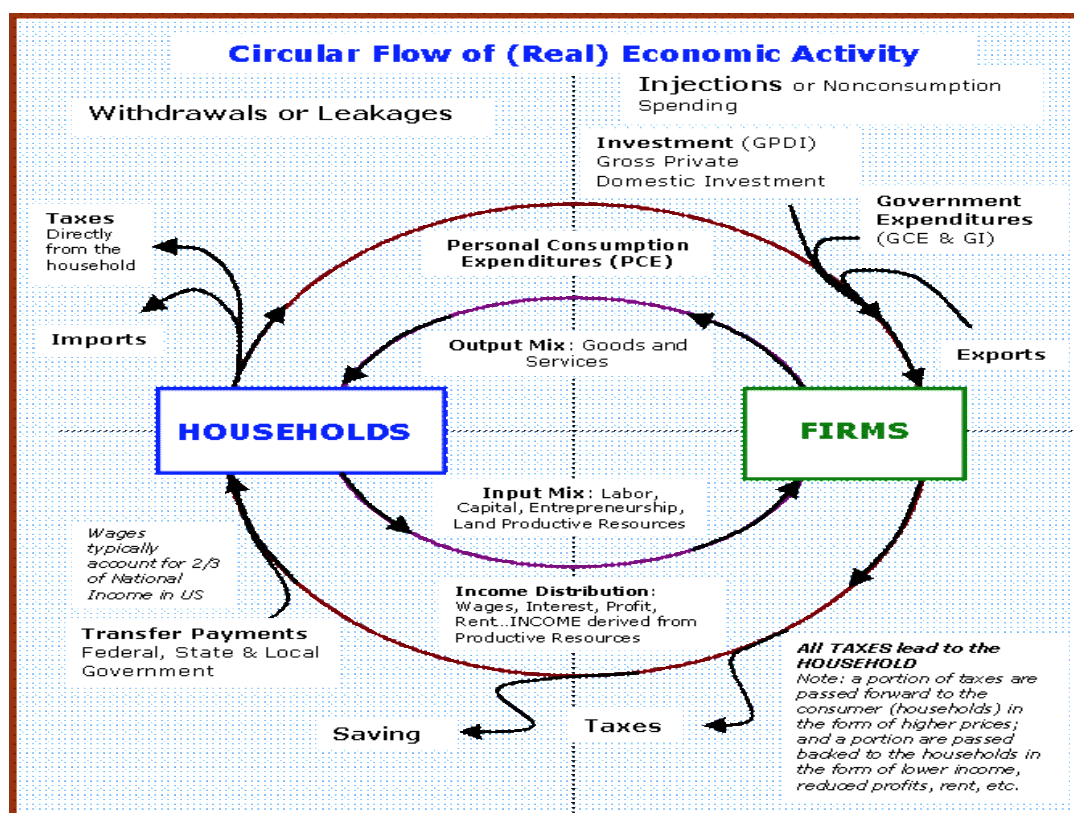 Circular Flow of (Real) Economic Activity
Withdrawals or Leakages
Injections or Nonconsumption
Spending
Investment (GPDI)
Gross Private
Domestic Investment
Government
Expenditures
(GCE & GI)
Taxes
Directly
from the
household
Personal Consumption
Expenditures (PCE)
Imports
Output Mix: Goods and
Services
Exports
HOUSEHOLDS
FIRMS
Input Mix: Labor,
Capital, Entrepreneurship,
Land Productive Resources
Wages
typically
account for 2/3
of National
Income in US
Income Distribution:
Wages, Interest, Profit,
Rent..INCOME derived from
Productive Resources
Transfer Payments
Federal, State & Local
Government
All TAXES lead to the
HOUSEHOLD
Note: a portion of taxes are
passed forward to the
consumer (households) in
the form of higher prices;
and a portion are passed
backed to the households in
the form of lower income,
reduced profits, rent, etc.
Saving
Taxes